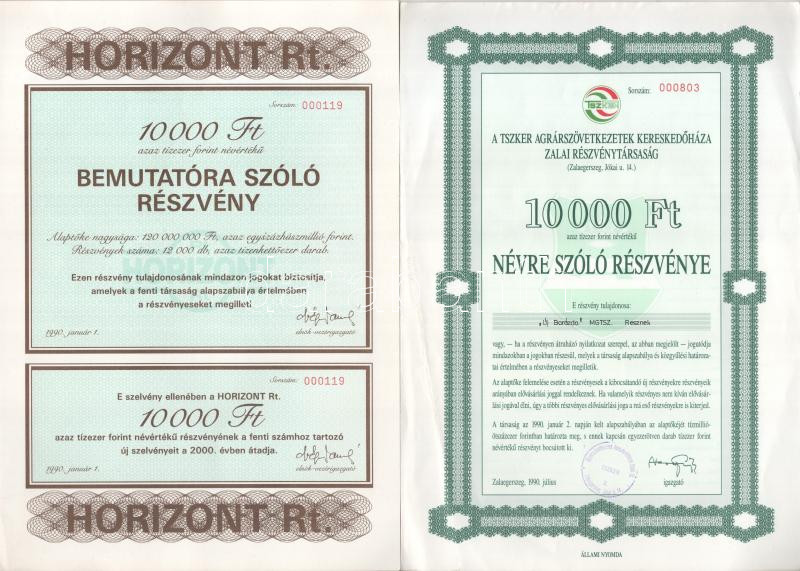 HORIZONT Rt.
Sorszám: 000119
10 000 Ft
azaz tízezer forint névértékű
BEMUTATÓRA SZÓLÓ
RÉSZVÉNY
Alaptőke nagysága: 120 000 000 Ft, azaz egyszázhúszmillió forint.
Részvények száma: 12 000 db, azaz tizenkettőezer darab.
Ezen részvény tulajdonosának mindazon jogokat biztosítja,
amelyek a fenti társaság alapszabálya értelmében
a részvényeseket megilleti.
1990. január 1.
elnök-vezérigazgató
Sorszám: 000119
E szelvény ellenében a HORIZONT Rt.
10 000 Ft
azaz tízezer forint névértékű részvényének a fenti számhoz tartozó
új szelvényeit a 2000. évben átadja.
1990. január 1.
elnök-vezérigazgató
HORIZONT Rt.
TSZKER
Sorszám: 000803
A TSZKER AGRÁRSZÖVETKEZETEK KERESKEDŐHÁZA
ZALAI RÉSZVÉNYTÁRSASÁG
(Zalaegerszeg, Jókai u. 14.)
10 000 Ft
azaz tízezer forint névértékű
NÉVRE SZÓLÓ RÉSZVÉNYE
E részvény tulajdonosa:
"Új Barázda" MGTSZ. Resznek
vagy, — ha a részvényen átruházó nyilatkozat szerepel, az abban megjelölt — jogutódja
mindazokban a jogokban részesül, melyek a társaság alapszabálya és közgyűlési határoza-
tai értelmében a részvényeseket megilletik.
Az alaptőke felemelése esetén a részvényesek a kibocsátandó új részvényekre részvényeik
arányában elővásárlási joggal rendelkeznek. Ha valamelyik részvényes nem kíván elővásár-
lási jogával élni, úgy a többi részvényes elővásárlási joga a reá eső részvényekre is kiterjed.
A társaság az 1990. január 2. napján kelt alapszabályában az alaptőkéjét tízmillió-
ötszázezer forintban határozta meg, s ennek kapcsán egyezerötven darab tízezer forint
névértékű részvényt bocsátott ki.
Zalaegerszeg, 1990. július
igazgató
ÁLLAMI NYOMDA